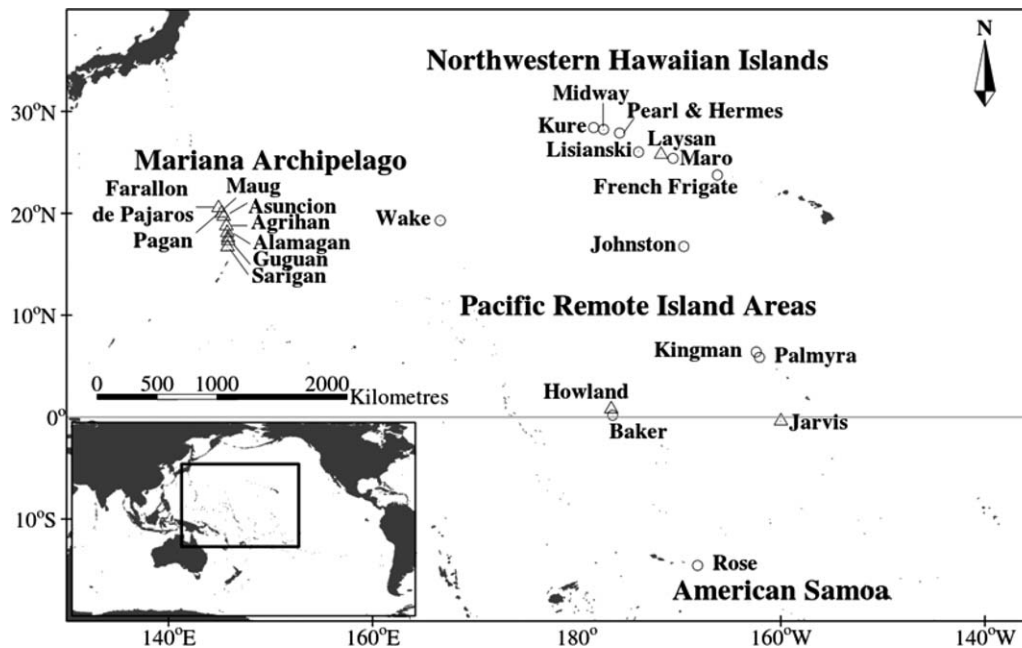 N
Northwestern Hawaiian Islands
Midway
Pearl & Hermes
Kure
Laysan
Lisianski
Maro
French Frigate
30°N
Mariana Archipelago
Farallon
de Pajaros
Maug
Asuncion
Pagan
Agrihan
Alamagan
Guguan
Sarigan
20°N
Wake
Johnston
Pacific Remote Island Areas
10°N
Kingman
Palmyra
0 500 1000 2000
Kilometres
Howland
0°
Baker
Jarvis
10°S
Rose
American Samoa
140°E 160°E 180° 160°W 140°W